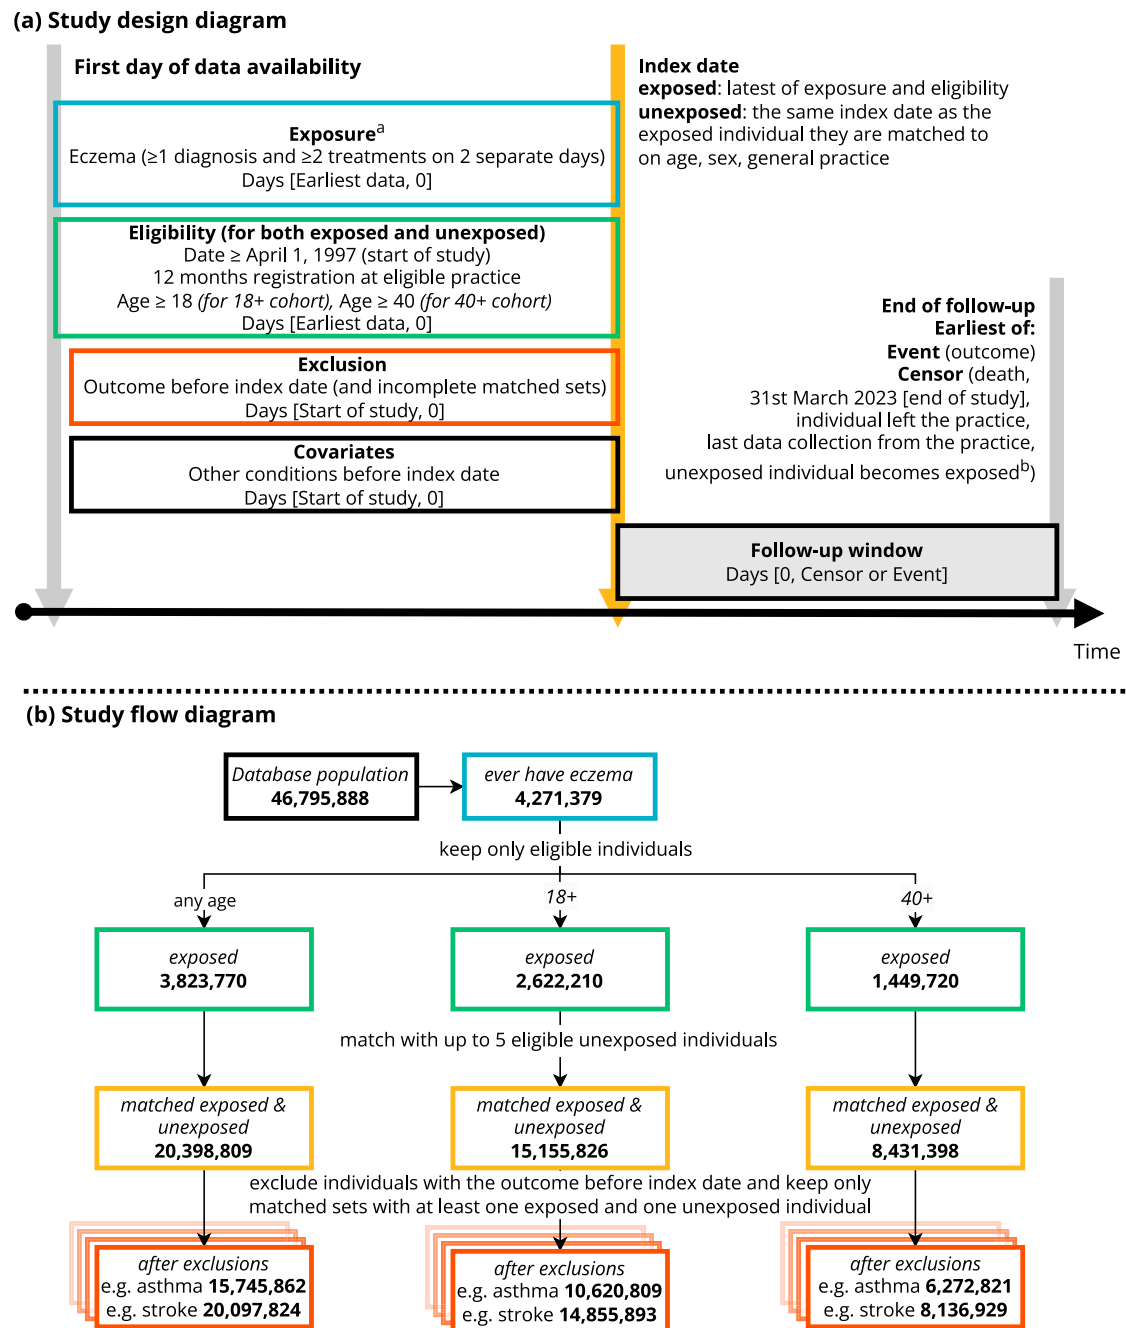 (a) Study design diagram
First day of data availability
Exposurea
Eczema (≥1 diagnosis and ≥2 treatments on 2 separate days)
Days [Earliest data, 0]
Eligibility (for both exposed and unexposed)
Date ≥ April 1, 1997 (start of study)
12 months registration at eligible practice
Age ≥ 18 (for 18+ cohort), Age ≥ 40 (for 40+ cohort)
Days [Earliest data, 0]
Exclusion
Outcome before index date (and incomplete matched sets)
Days [Start of study, 0]
Covariates
Other conditions before index date
Days [Start of study, 0]
Index date
exposed: latest of exposure and eligibility
unexposed: the same index date as the
exposed individual they are matched to
on age, sex, general practice
End of follow-up
Earliest of:
Event (outcome)
Censor (death,
31st March 2023 [end of study],
individual left the practice,
last data collection from the practice,
unexposed individual becomes exposedb)
Follow-up window
Days [0, Censor or Event]
Time
(b) Study flow diagram
Database population
46,795,888
ever have eczema
4,271,379
keep only eligible individuals
any age
18+
40+
exposed
3,823,770
exposed
2,622,210
exposed
1,449,720
match with up to 5 eligible unexposed individuals
matched exposed &
unexposed
20,398,809
matched exposed &
unexposed
15,155,826
matched exposed &
unexposed
8,431,398
exclude individuals with the outcome before index date and keep only
matched sets with at least one exposed and one unexposed individual
after exclusions
e.g. asthma 15,745,862
e.g. stroke 20,097,824
after exclusions
e.g. asthma 10,620,809
e.g. stroke 14,855,893
after exclusions
e.g. asthma 6,272,821
e.g. stroke 8,136,929